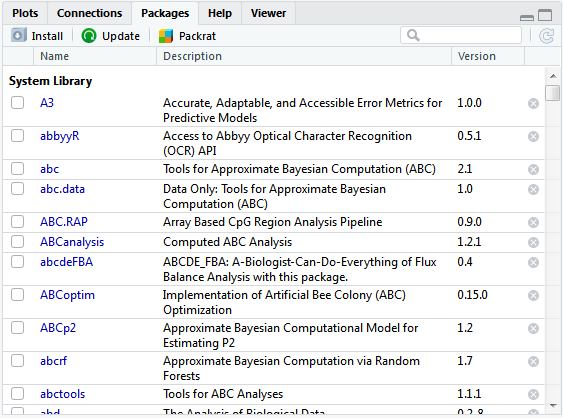 Plots Connections Packages Help Viewer
Install Update Packrat
Name Description Version
System Library
A3 Accurate, Adaptable, and Accessible Error Metrics for 1.0.0
Predictive Models
abbyyR Access to Abbyy Optical Character Recognition 0.5.1
(OCR) API
abc Tools for Approximate Bayesian Computation (ABC) 2.1
abc.data Data Only: Tools for Approximate Bayesian 1.0
Computation (ABC)
ABC.RAP Array Based CpG Region Analysis Pipeline 0.9.0
ABCanalysis Computed ABC Analysis 1.2.1
abcdeFBA ABCDE_FBA: A-Biologist-Can-Do-Everything of Flux 0.4
Balance Analysis with this package.
ABCoptim Implementation of Artificial Bee Colony (ABC) 0.15.0
Optimization
ABCp2 Approximate Bayesian Computational Model for 1.2
Estimating P2
abcrf Approximate Bayesian Computation via Random 1.7
Forests
abctools Tools for ABC Analyses 1.1.1
abd The Analysis of Biological Data 0.2-8